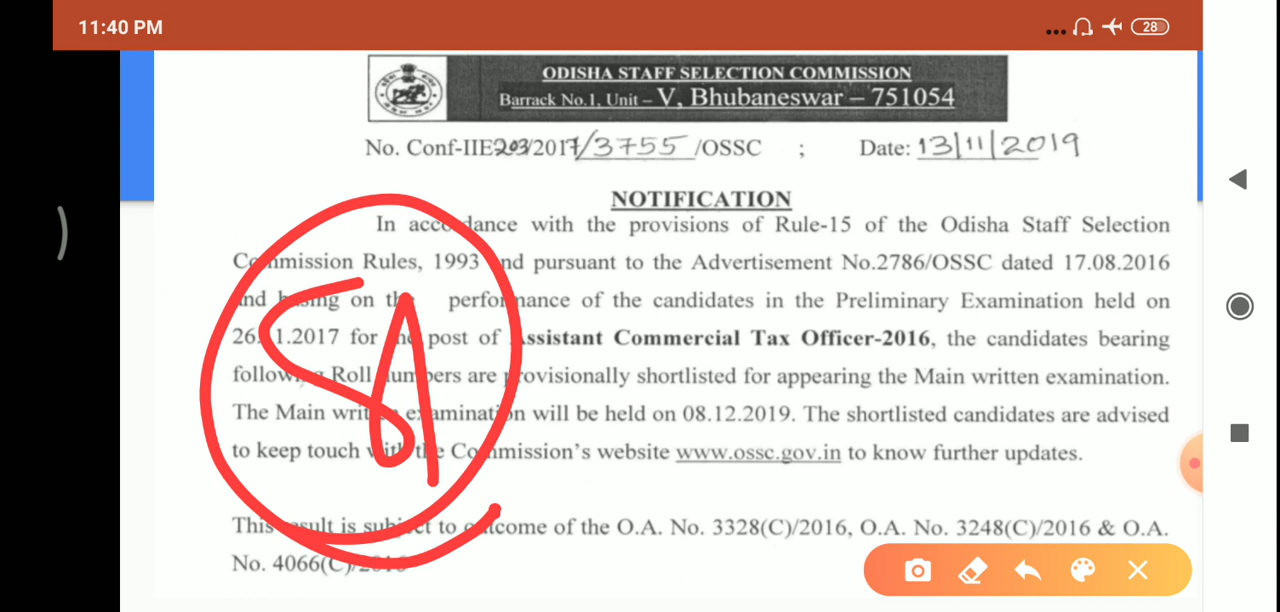 11:40 PM
28
ODISHA STAFF SELECTION COMMISSION
Barrack No.1, Unit – V, Bhubaneswar – 751054
No. Conf-IIE203/2017/3755 /OSSC ; Date: 13/11/2019
NOTIFICATION
In accordance with the provisions of Rule-15 of the Odisha Staff Selection
Commission Rules, 1993 and pursuant to the Advertisement No.2786/OSSC dated 17.08.2016
and basing on the performance of the candidates in the Preliminary Examination held on
for the post of Assistant Commercial Tax Officer-2016, the candidates bearing
following Roll numbers are provisionally shortlisted for appearing the Main written examination.
The Main written examination will be held on 08.12.2019. The shortlisted candidates are advised
to keep touch with the Commission's website www.ossc.gov.in to know further updates.
This result is subject to outcome of the O.A. No. 3328(C)/2016, O.A. No. 3248(C)/2016 & O.A.
No. 4066(C)/2016